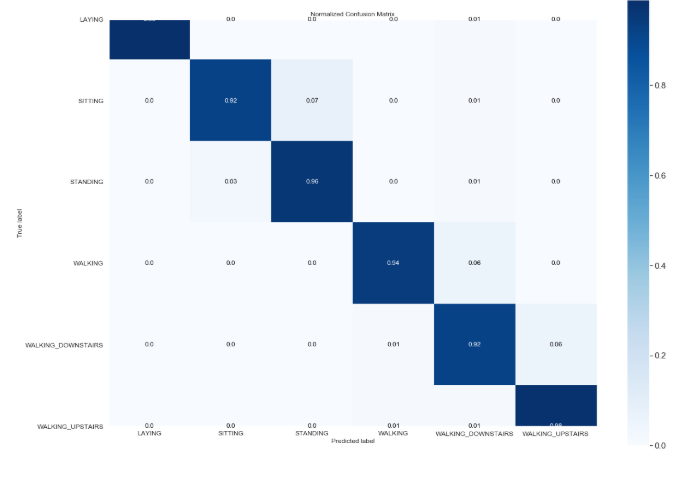 Normalized Confusion Matrix
LAYING 0.0 0.0 0.0 0.01 0.0
0.8
SITTING 0.0 0.92 0.07 0.0 0.01 0.0
STANDING 0.0 0.03 0.96 0.0 0.01 0.0
0.6
True label
WALKING 0.0 0.0 0.0 0.94 0.06 0.0
0.4
WALKING_DOWNSTAIRS 0.0 0.0 0.0 0.01 0.92 0.06
0.2
WALKING_UPSTAIRS 0.0 0.0 0.0 0.01 0.01 0.98
LAYING SITTING STANDING WALKING WALKING_DOWNSTAIRS WALKING_UPSTAIRS
Predicted label
0.0